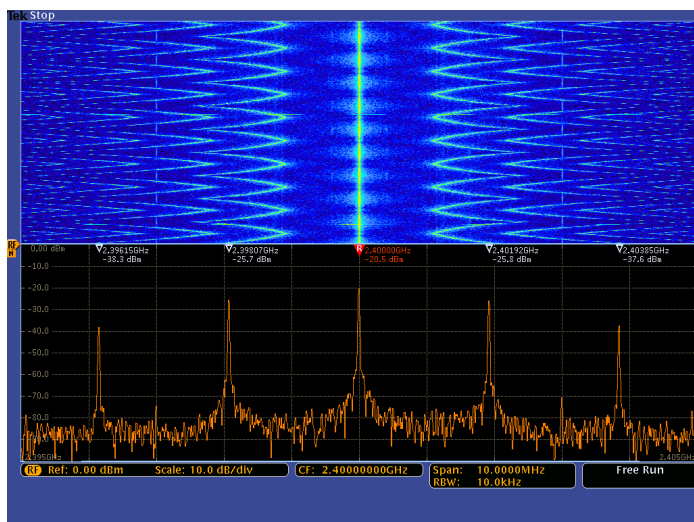 Tek Stop
0.00 dBm
2.39615GHz 2.39807GHz 2.40000GHz 2.40192GHz 2.40385GHz
-38.3 dBm -25.7 dBm -20.5 dBm -25.8 dBm -37.6 dBm
R
-10.0
-20.0
-30.0
-40.0
-50.0
-60.0
-70.0
-80.0
2.395GHz 2.405GHz
RF Ref: 0.00 dBm Scale: 10.0 dB/div CF: 2.40000000GHz Span: 10.0000MHz Free Run
RBW: 10.0kHz